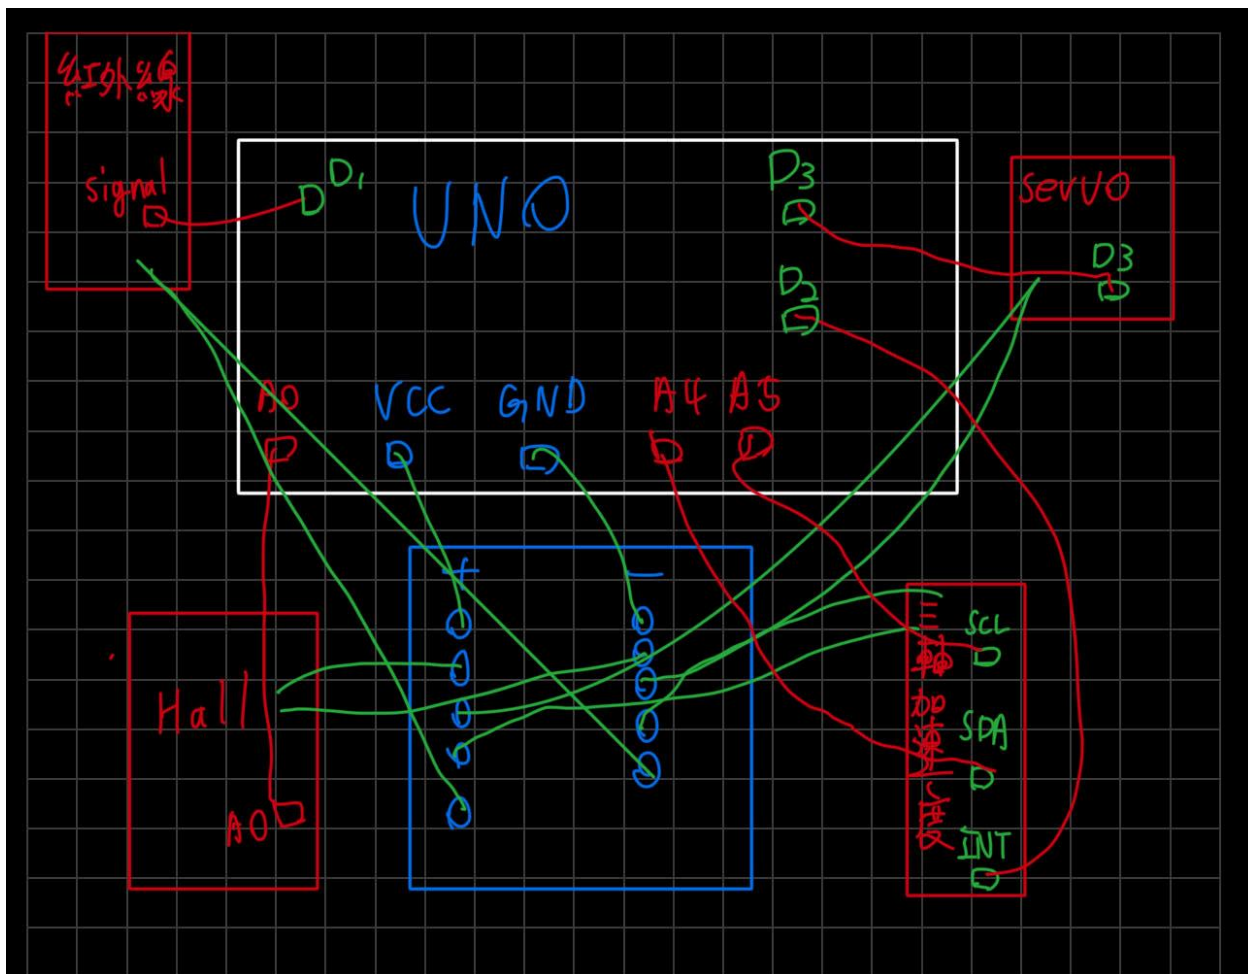 紅外線
signal
D1
UNO
D3
servo
D3
D2
A0
VCC
GND
A4
A5
+
−
Hall
A0
三軸加速度
SCL
SDA
INT